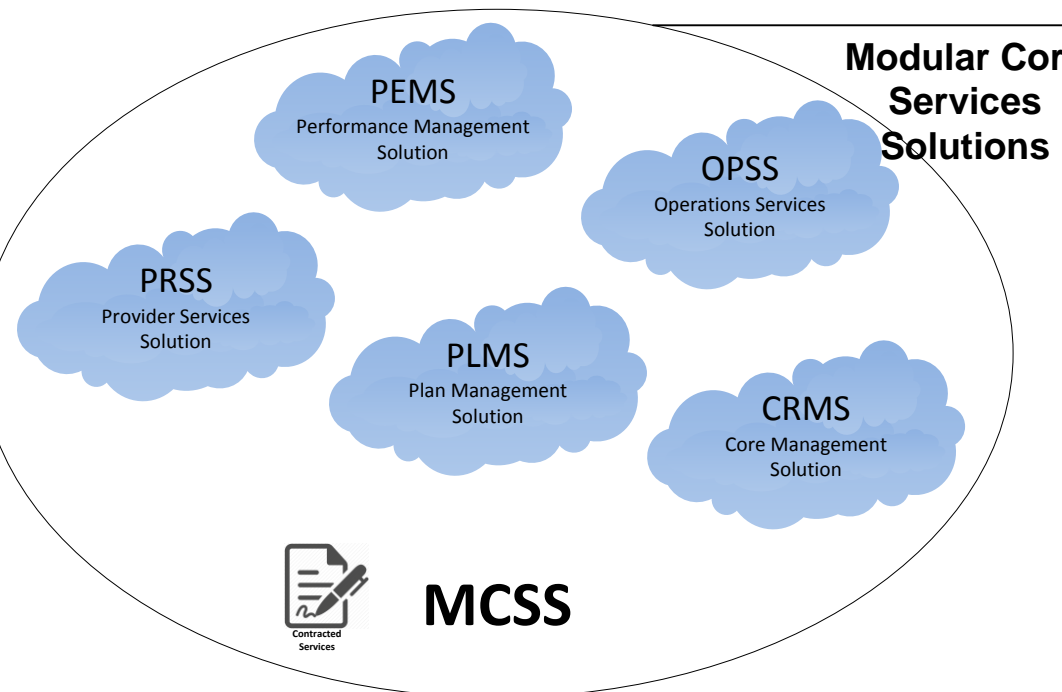 Modular Cor
Services
Solutions
PEMS
Performance Management
Solution
OPSS
Operations Services
Solution
PRSS
Provider Services
Solution
PLMS
Plan Management
Solution
CRMS
Core Management
Solution
Contracted
Services
MCSS